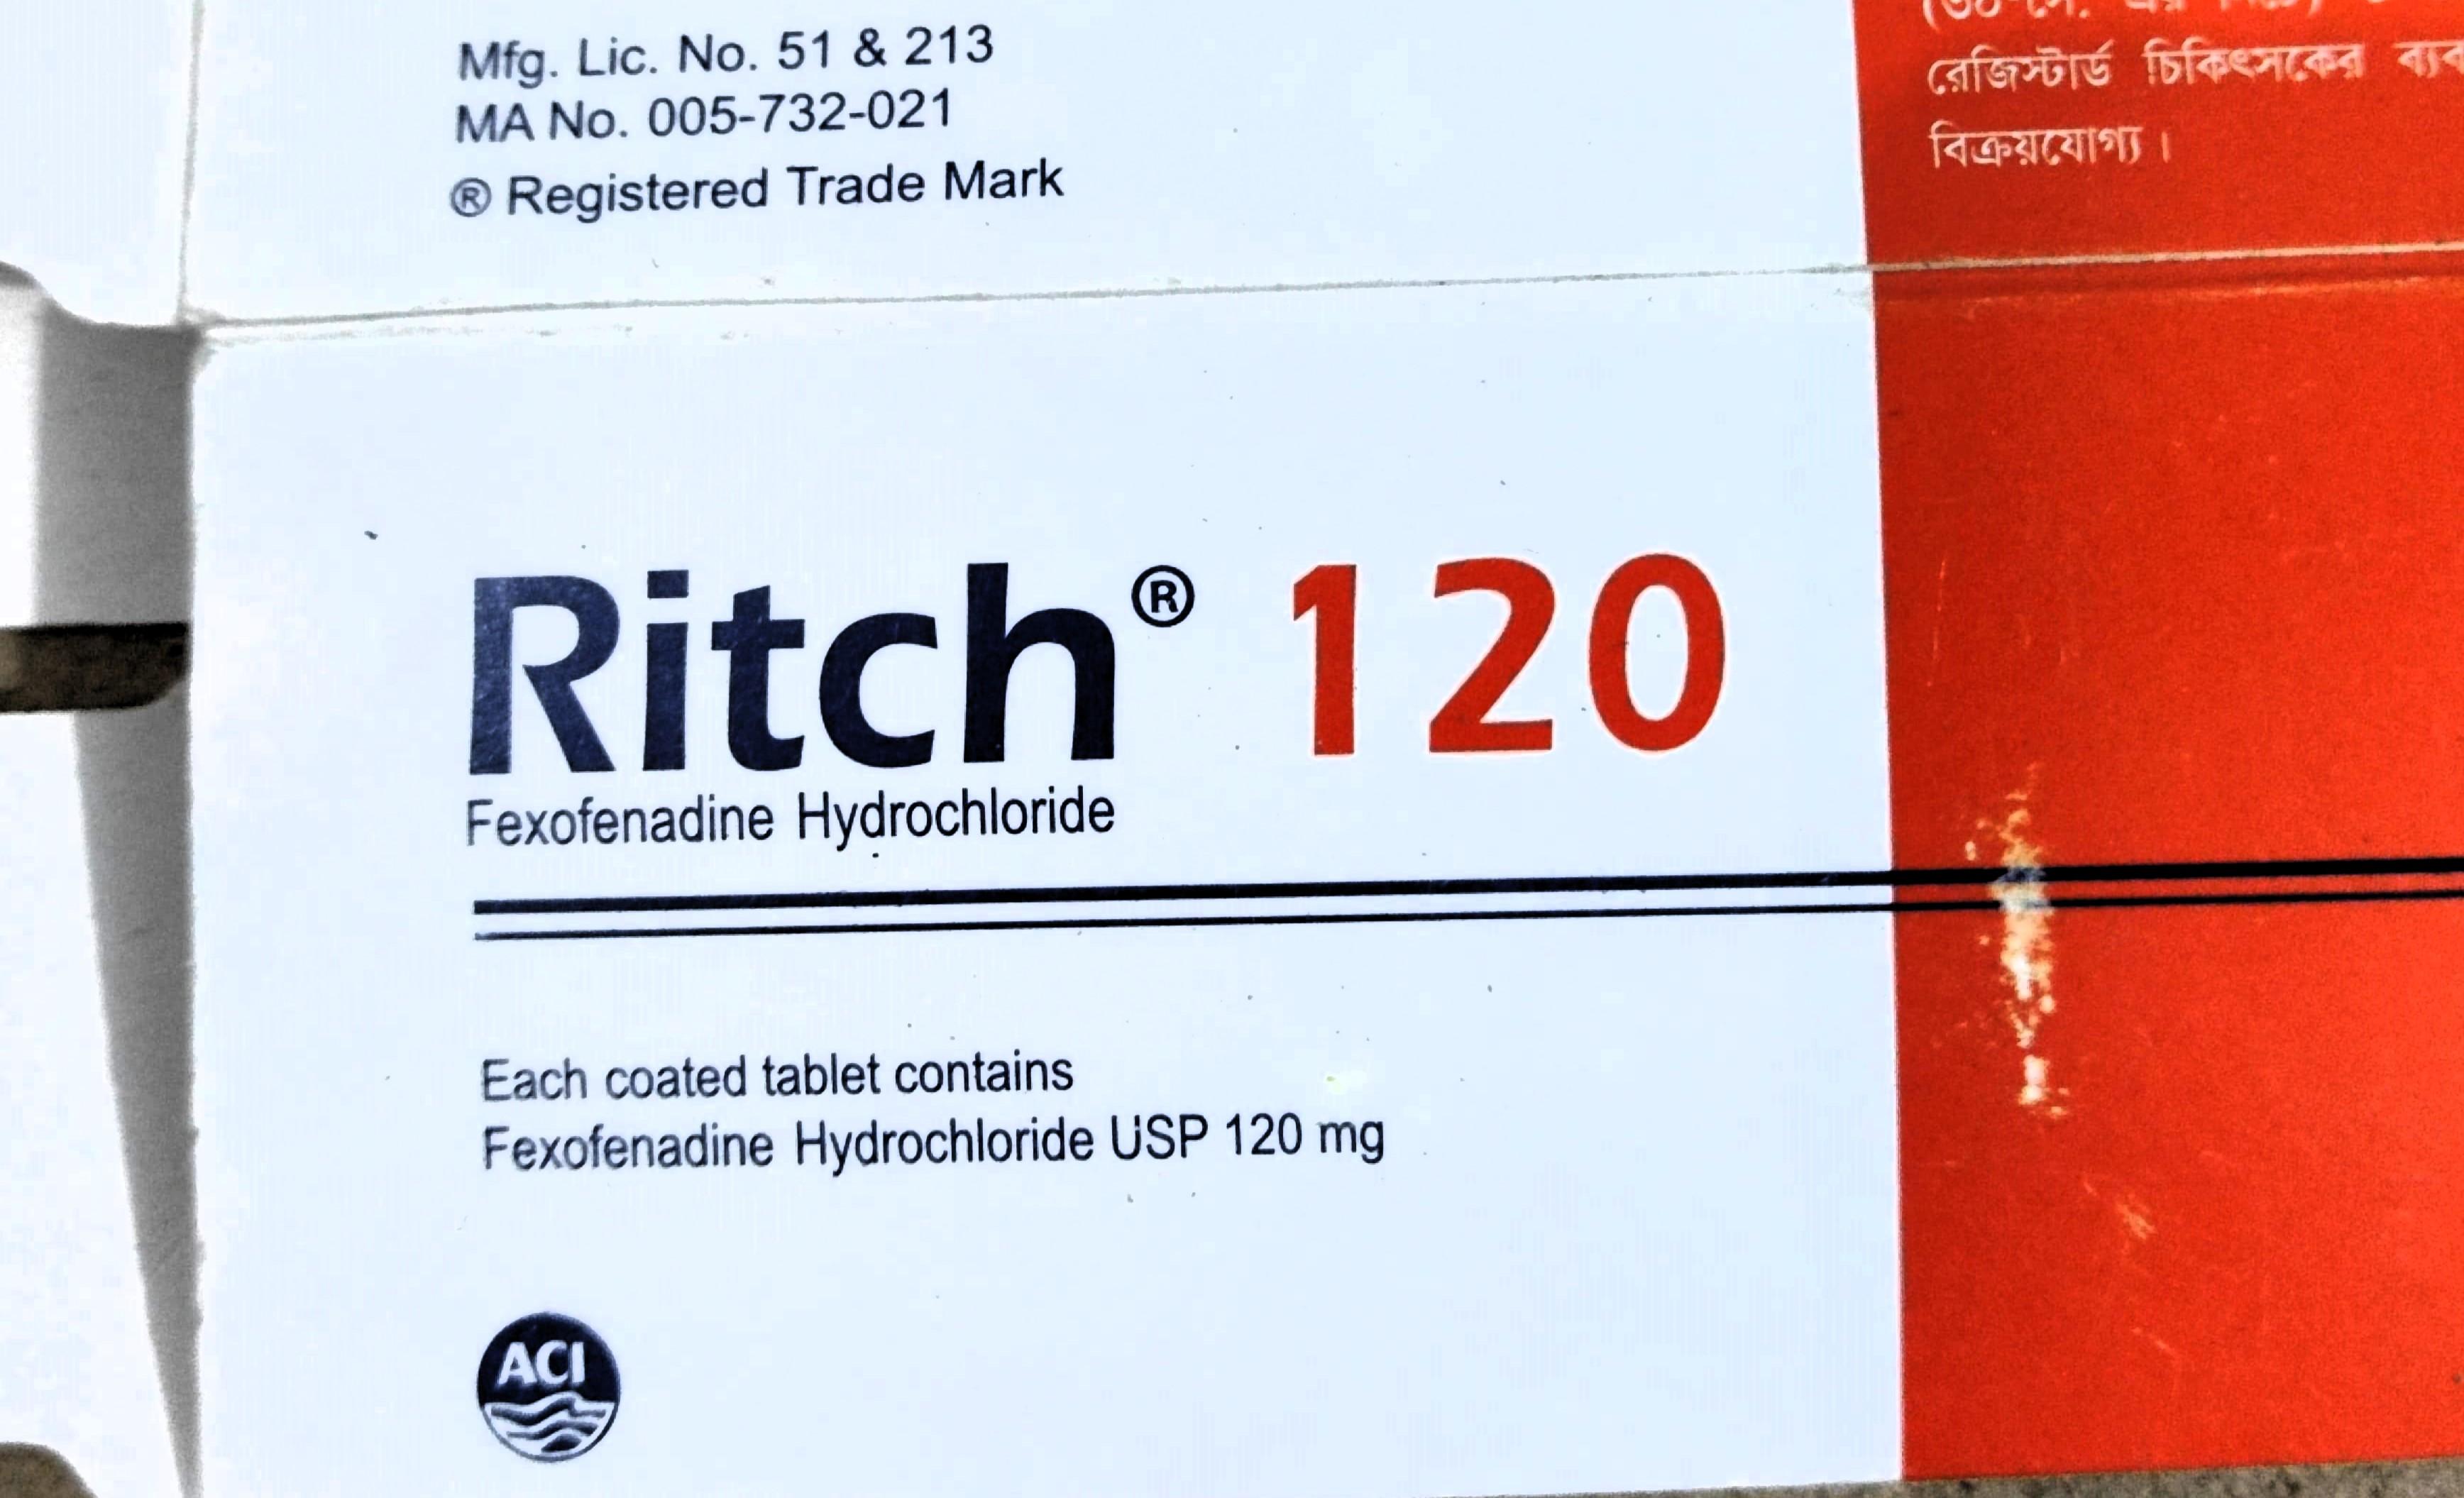 Mfg. Lic. No. 51 & 213
MA No. 005-732-021
® Registered Trade Mark
রেজিস্টার্ড চিকিৎসকের
বিক্রয়যোগ্য।
Ritch® 120
Fexofenadine Hydrochloride
Each coated tablet contains
Fexofenadine Hydrochloride USP 120 mg
ACI